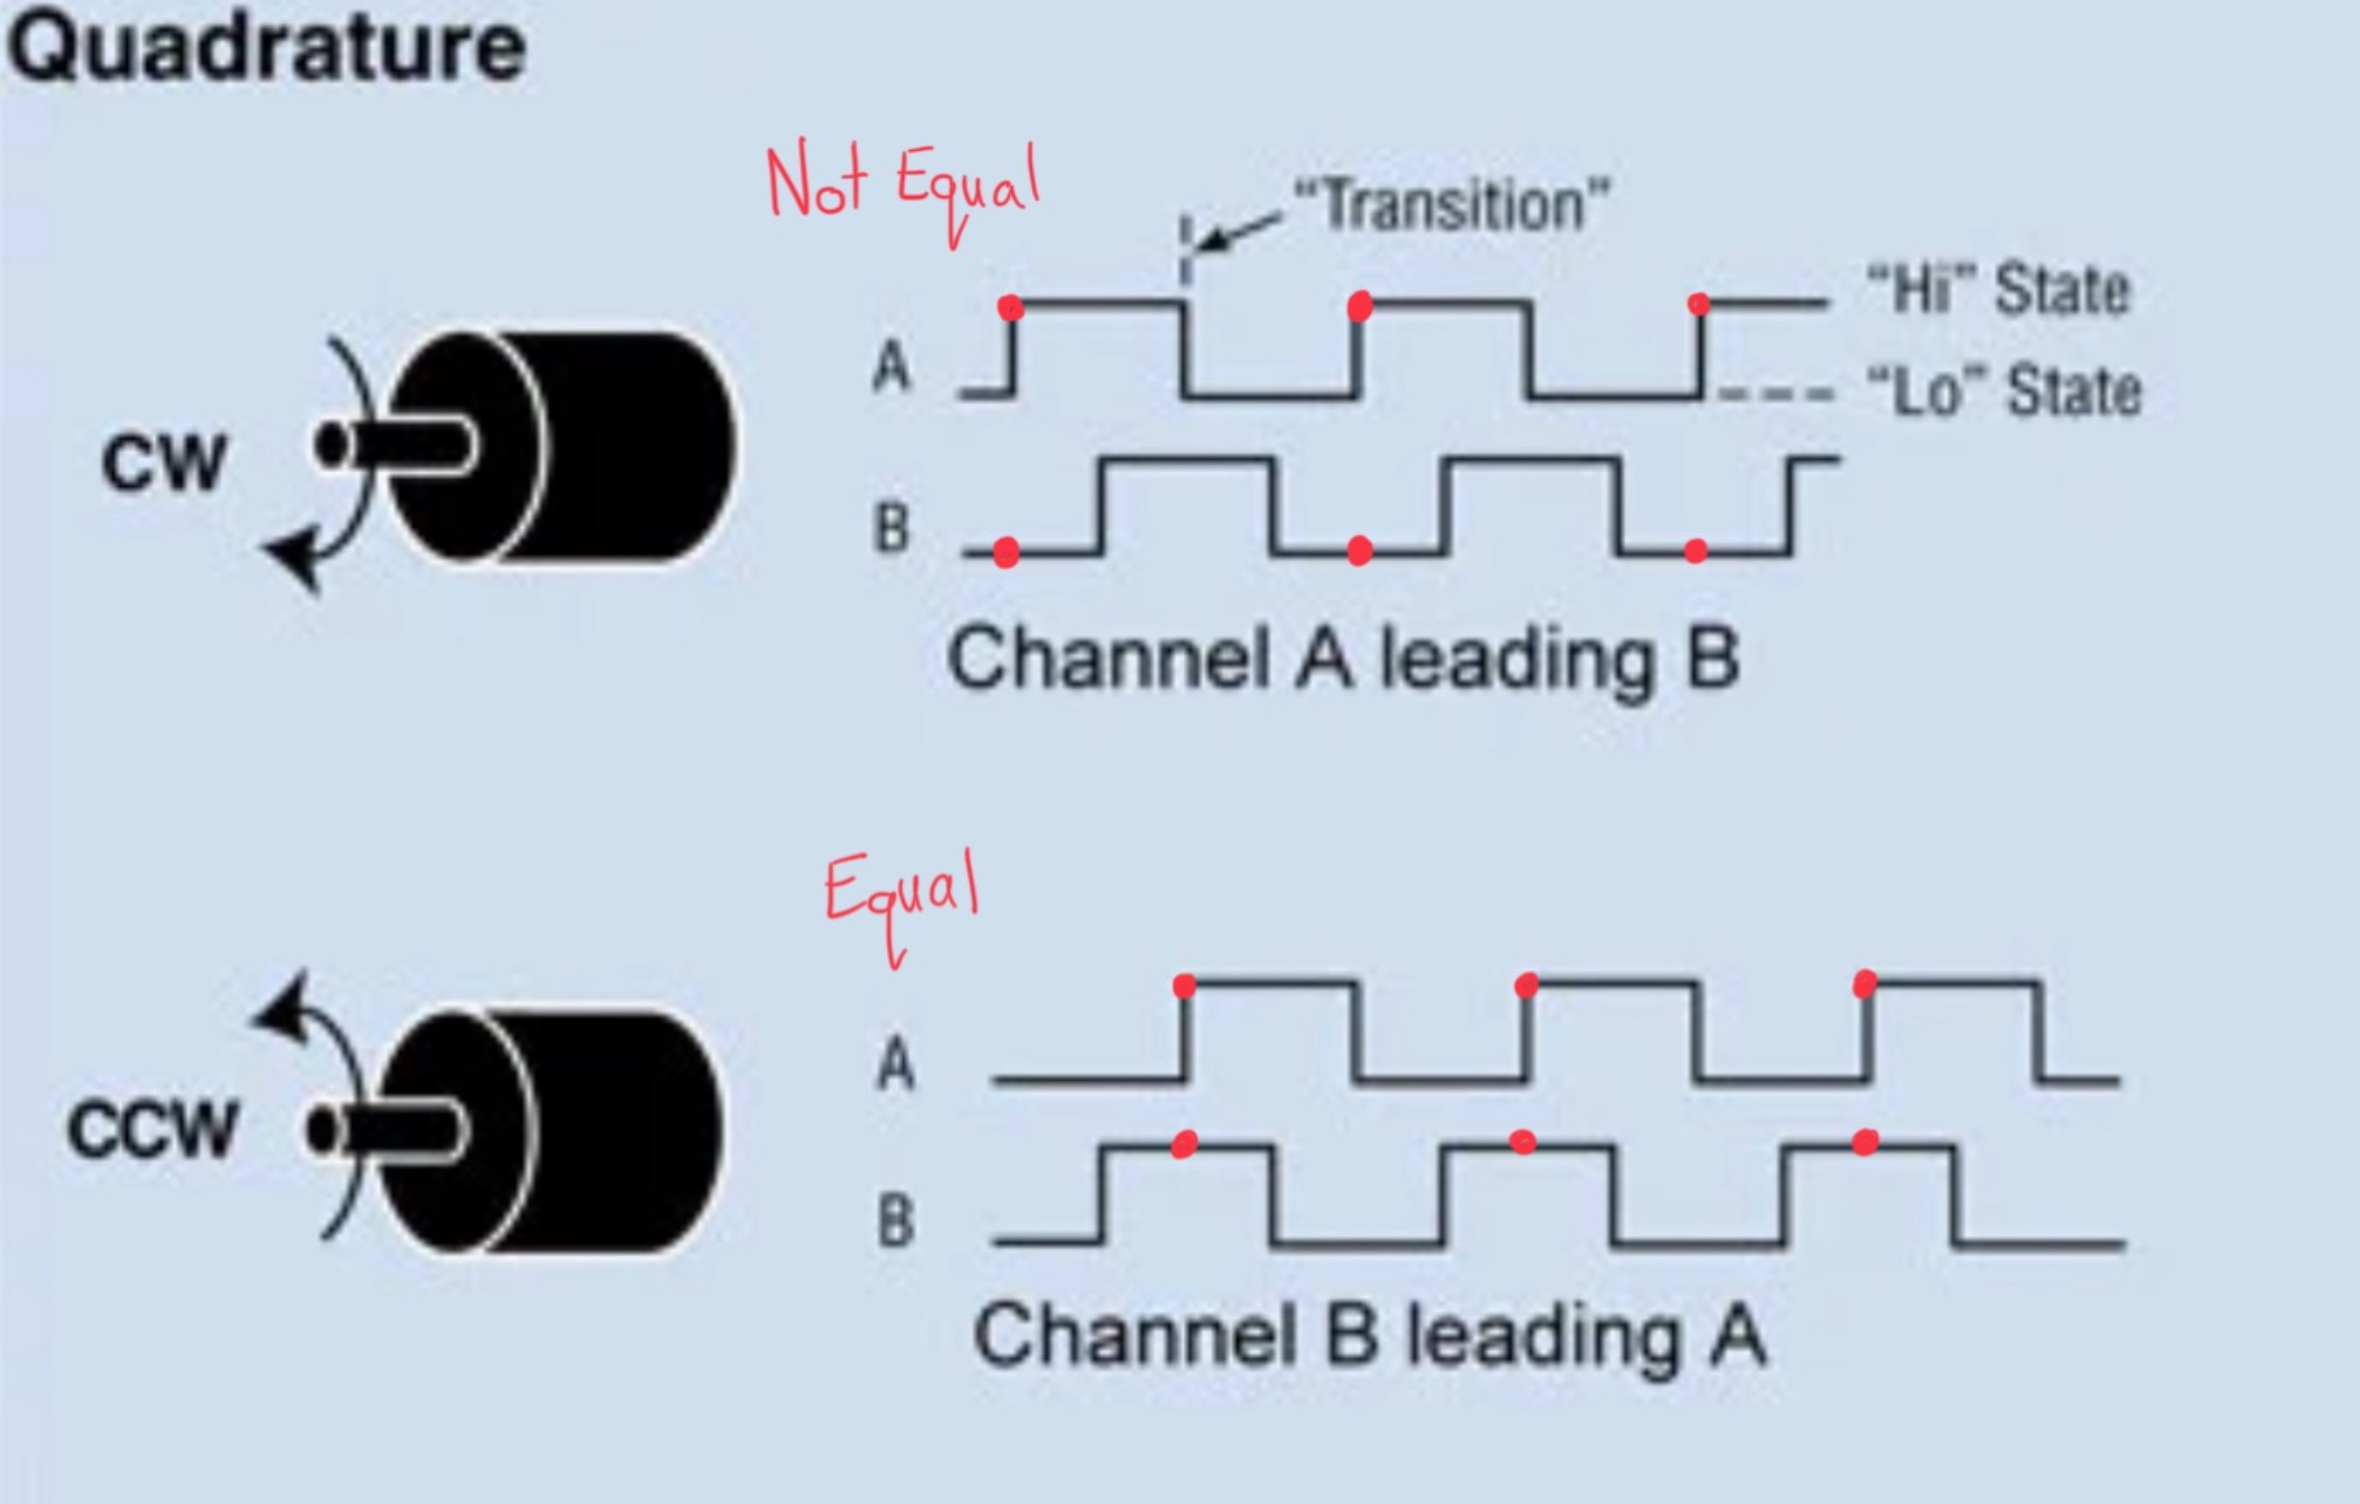 Quadrature
Not Equal
“Transition”
“Hi” State
A
“Lo” State
CW
B
Channel A leading B
Equal
A
CCW
B
Channel B leading A